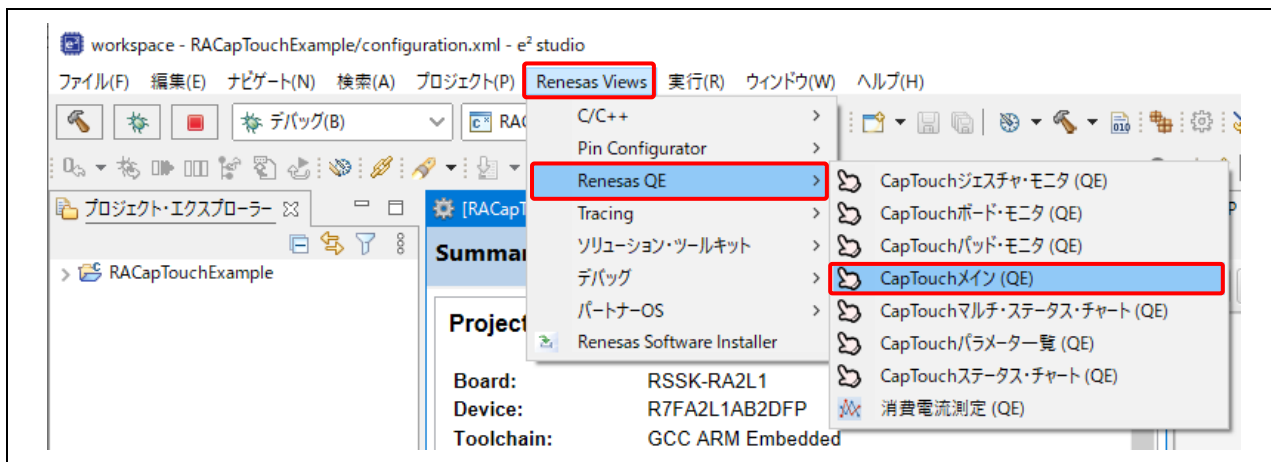 workspace - RACapTouchExample/configuration.xml - e² studio
ファイル(F) 編集(E) ナビゲート(N) 検索(A) プロジェクト(P) Renesas Views 実行(R) ウィンドウ(W) ヘルプ(H)
デバッグ(B)
C/C++
Pin Configurator
Renesas QE
Tracing
ソリューション・ツールキット
デバッグ
パートナーOS
Renesas Software Installer
CapTouchジェスチャ・モニタ (QE)
CapTouchボード・モニタ (QE)
CapTouchパッド・モニタ (QE)
CapTouchメイン (QE)
CapTouchマルチ・ステータス・チャート (QE)
CapTouchパラメータ一覧 (QE)
CapTouchステータス・チャート (QE)
消費電流測定 (QE)
プロジェクト・エクスプローラー
RACapTouchExample
Board: RSSK-RA2L1
Device: R7FA2L1AB2DFP
Toolchain: GCC ARM Embedded